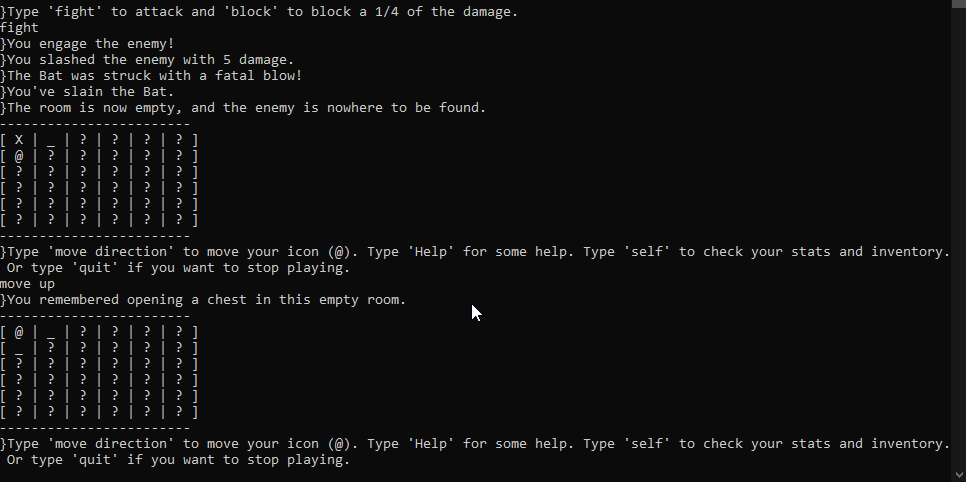 }Type 'fight' to attack and 'block' to block a 1/4 of the damage.
fight
}You engage the enemy!
}You slashed the enemy with 5 damage.
}The Bat was struck with a fatal blow!
}You've slain the Bat.
}The room is now empty, and the enemy is nowhere to be found.
------------------------
[ X | _ | ? | ? | ? | ? ]
[ @ | ? | ? | ? | ? | ? ]
[ ? | ? | ? | ? | ? | ? ]
[ ? | ? | ? | ? | ? | ? ]
[ ? | ? | ? | ? | ? | ? ]
[ ? | ? | ? | ? | ? | ? ]
------------------------
}Type 'move direction' to move your icon (@). Type 'Help' for some help. Type 'self' to check your stats and inventory.
 Or type 'quit' if you want to stop playing.
move up
}You remembered opening a chest in this empty room.
------------------------
[ @ | _ | ? | ? | ? | ? ]
[ _ | ? | ? | ? | ? | ? ]
[ ? | ? | ? | ? | ? | ? ]
[ ? | ? | ? | ? | ? | ? ]
[ ? | ? | ? | ? | ? | ? ]
[ ? | ? | ? | ? | ? | ? ]
------------------------
}Type 'move direction' to move your icon (@). Type 'Help' for some help. Type 'self' to check your stats and inventory.
 Or type 'quit' if you want to stop playing.